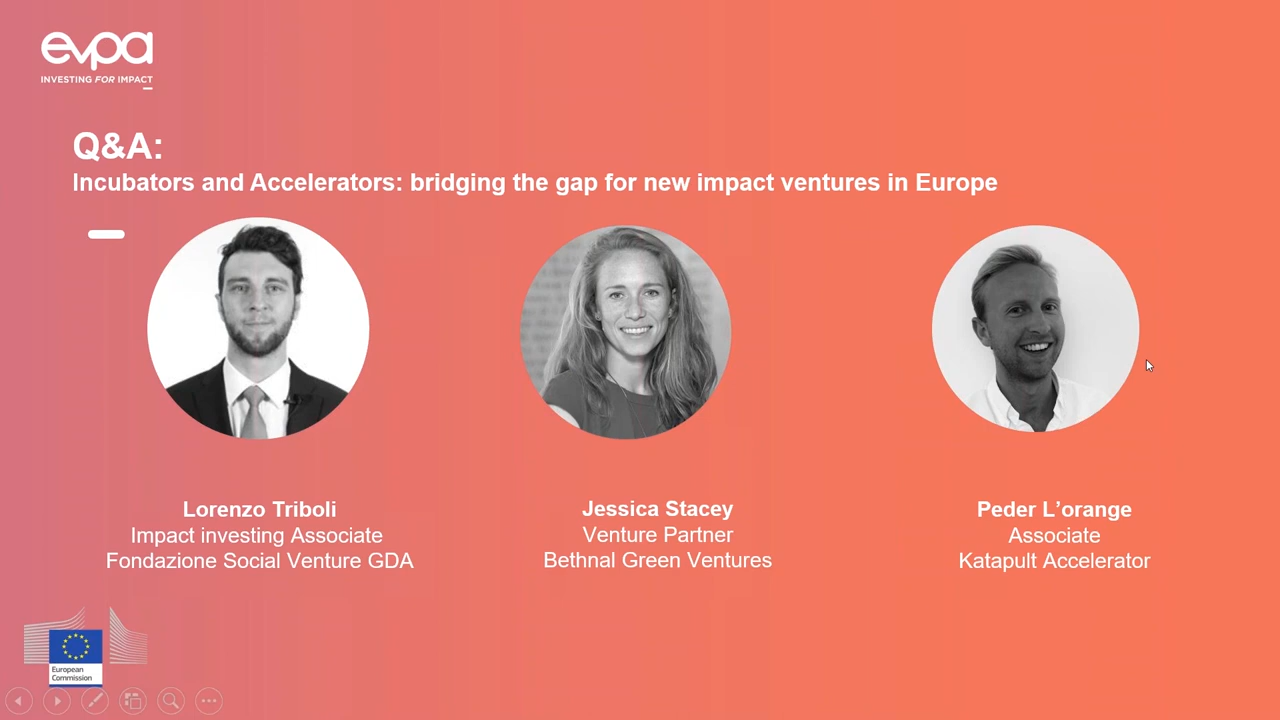 evpa
INVESTING FOR IMPACT
Q&A:
Incubators and Accelerators: bridging the gap for new impact ventures in Europe
Lorenzo Triboli
Impact investing Associate
Fondazione Social Venture GDA
Jessica Stacey
Venture Partner
Bethnal Green Ventures
Peder L’orange
Associate
Katapult Accelerator
European
Commission